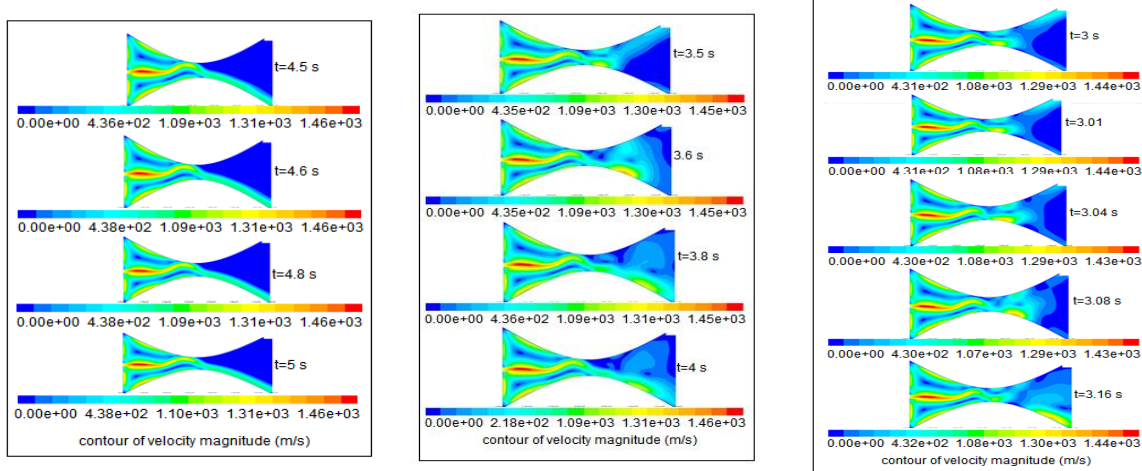 t=4.5 s
0.00e+00 4.36e+02 1.09e+03 1.31e+03 1.46e+03
t=4.6 s
0.00e+00 4.38e+02 1.09e+03 1.31e+03 1.46e+03
t=4.8 s
0.00e+00 4.38e+02 1.09e+03 1.31e+03 1.46e+03
t=5 s
0.00e+00 4.38e+02 1.10e+03 1.31e+03 1.46e+03
contour of velocity magnitude (m/s)
t=3.5 s
0.00e+00 4.35e+02 1.09e+03 1.30e+03 1.45e+03
3.6 s
0.00e+00 4.35e+02 1.09e+03 1.30e+03 1.45e+03
t=3.8 s
0.00e+00 4.36e+02 1.09e+03 1.31e+03 1.45e+03
t=4 s
0.00e+00 2.18e+02 1.09e+03 1.31e+03 1.45e+03
contour of velocity magnitude (m/s)
t=3 s
0.00e+00 4.31e+02 1.08e+03 1.29e+03 1.44e+03
t=3.01
0.00e+00 4.31e+02 1.08e+03 1.29e+03 1.44e+03
t=3.04 s
0.00e+00 4.30e+02 1.08e+03 1.29e+03 1.43e+03
t=3.08 s
0.00e+00 4.30e+02 1.07e+03 1.29e+03 1.43e+03
t=3.16 s
0.00e+00 4.32e+02 1.08e+03 1.30e+03 1.44e+03
contour of velocity magnitude (m/s)